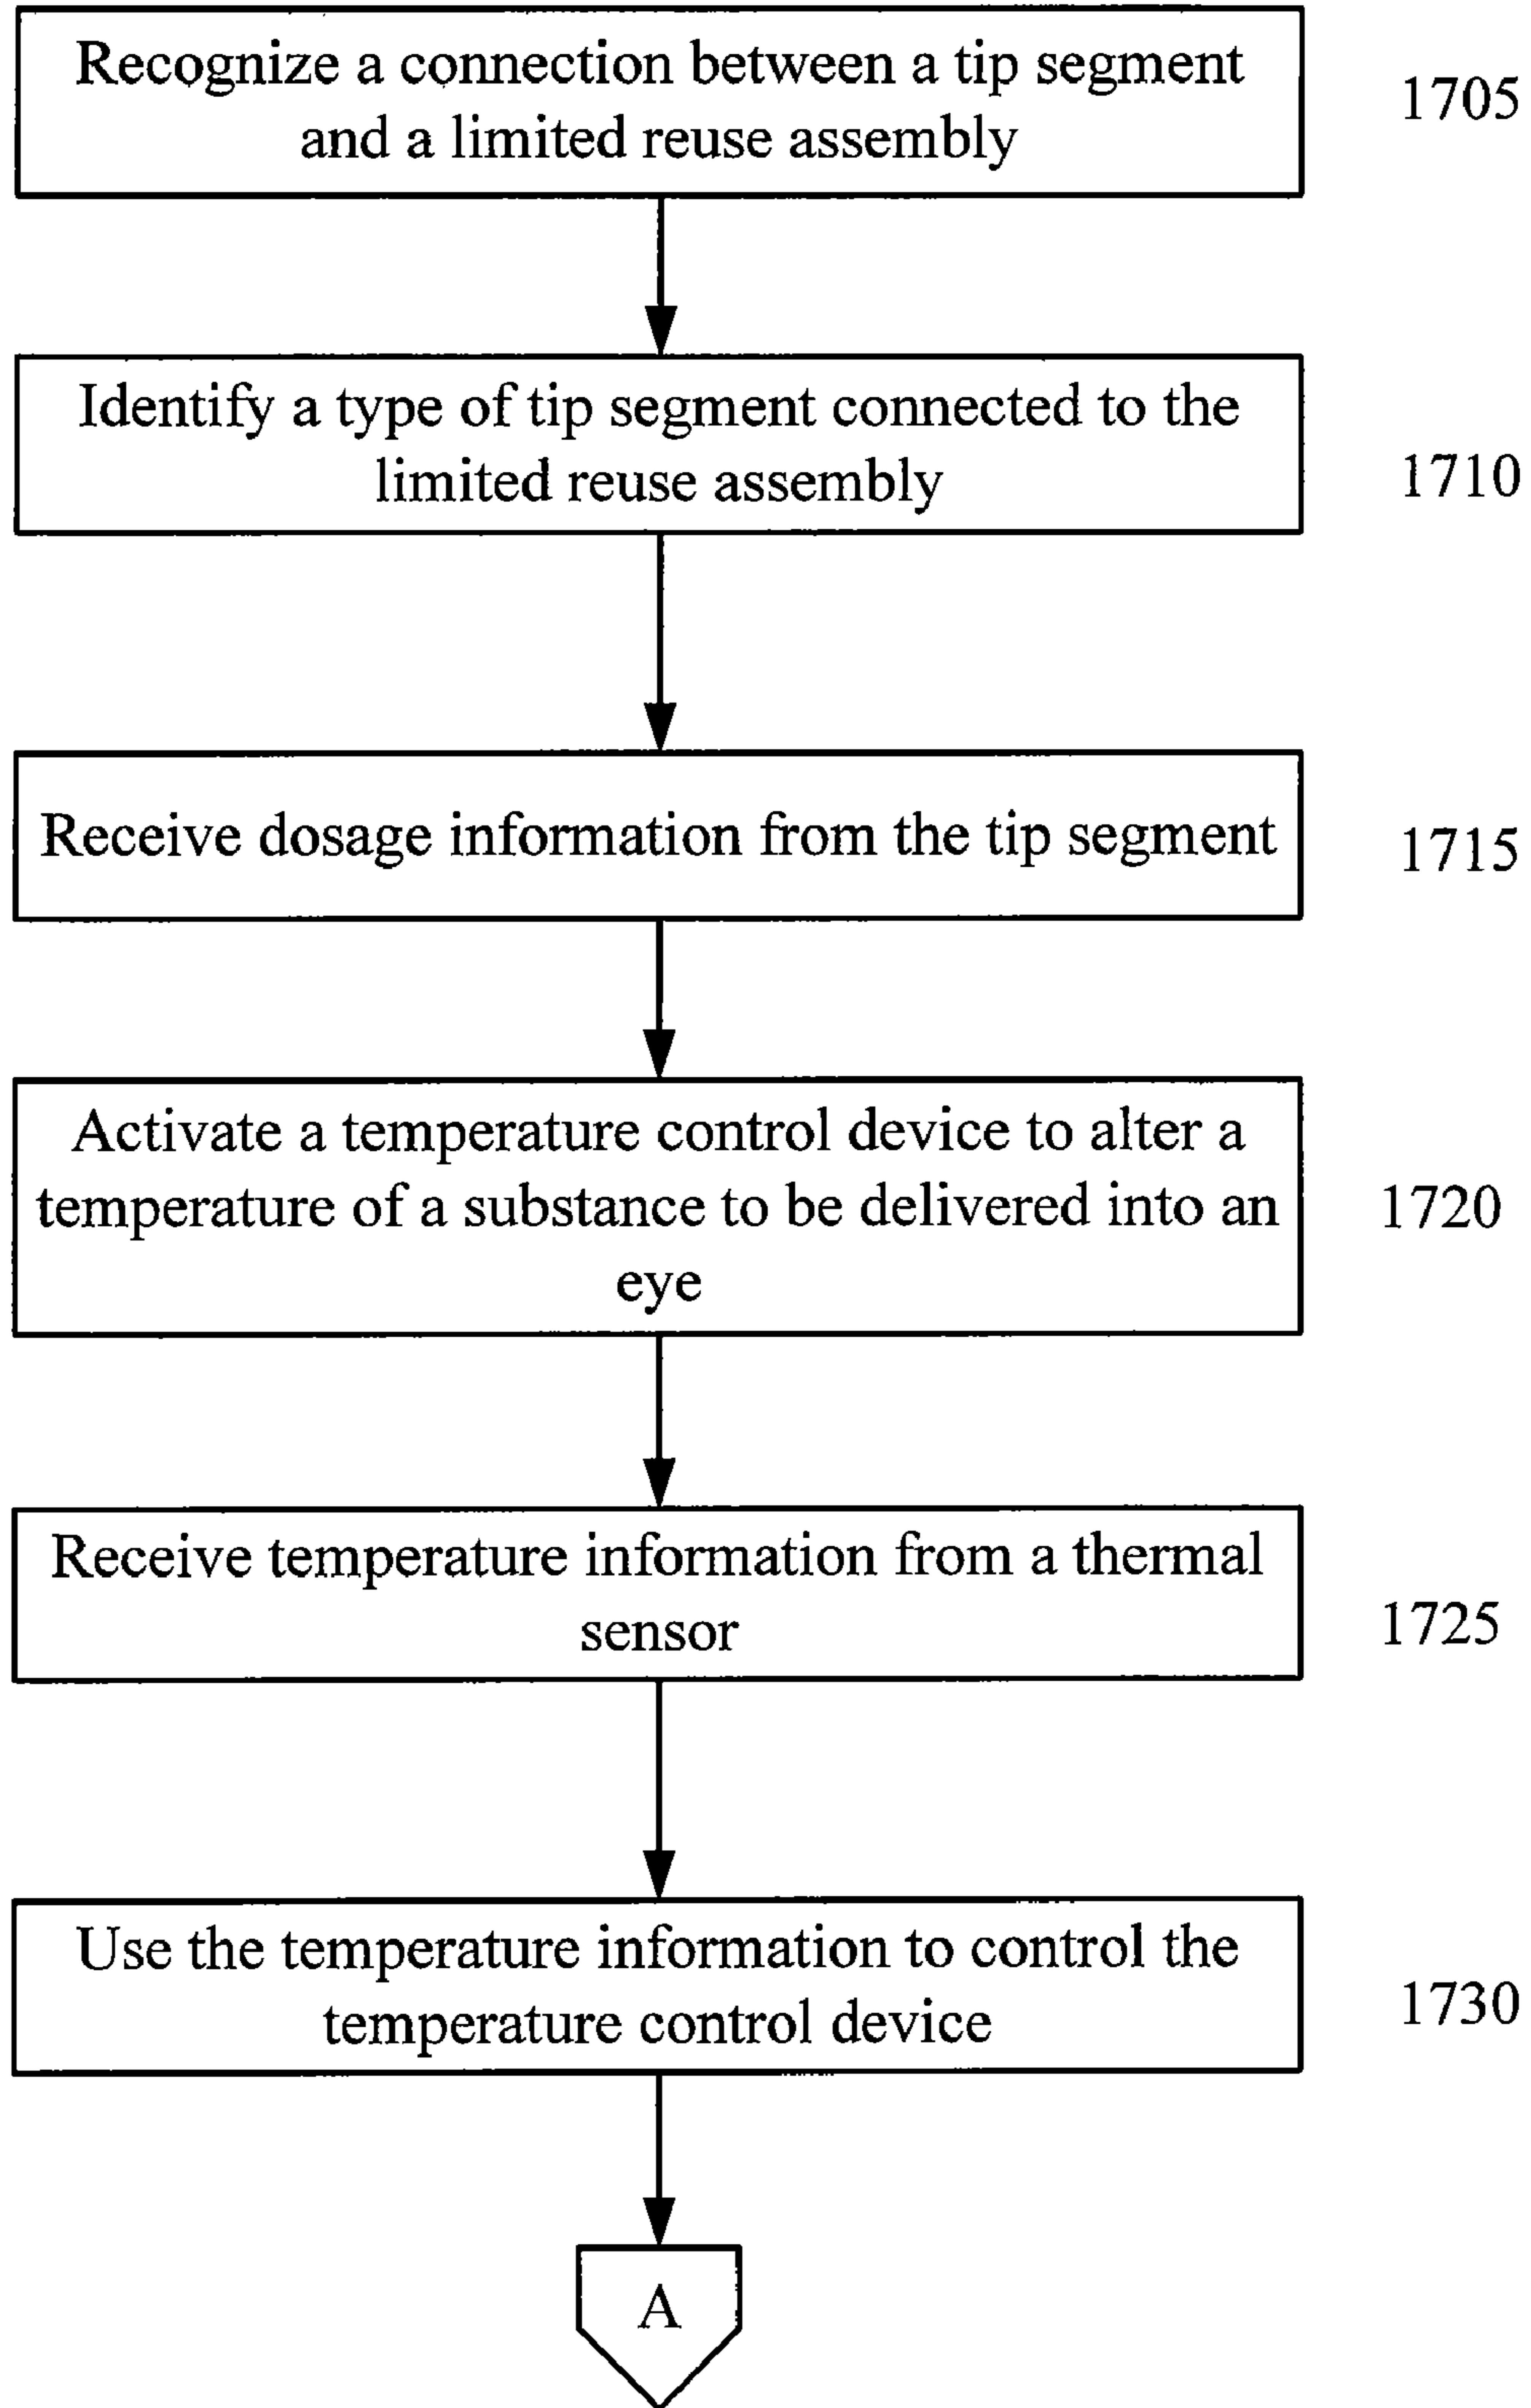 Recognize a connection between a tip segment
and a limited reuse assembly
1705
Identify a type of tip segment connected to the
limited reuse assembly
1710
Receive dosage information from the tip segment
1715
Activate a temperature control device to alter a
temperature of a substance to be delivered into an
eye
1720
Receive temperature information from a thermal
sensor
1725
Use the temperature information to control the
temperature control device
1730
A